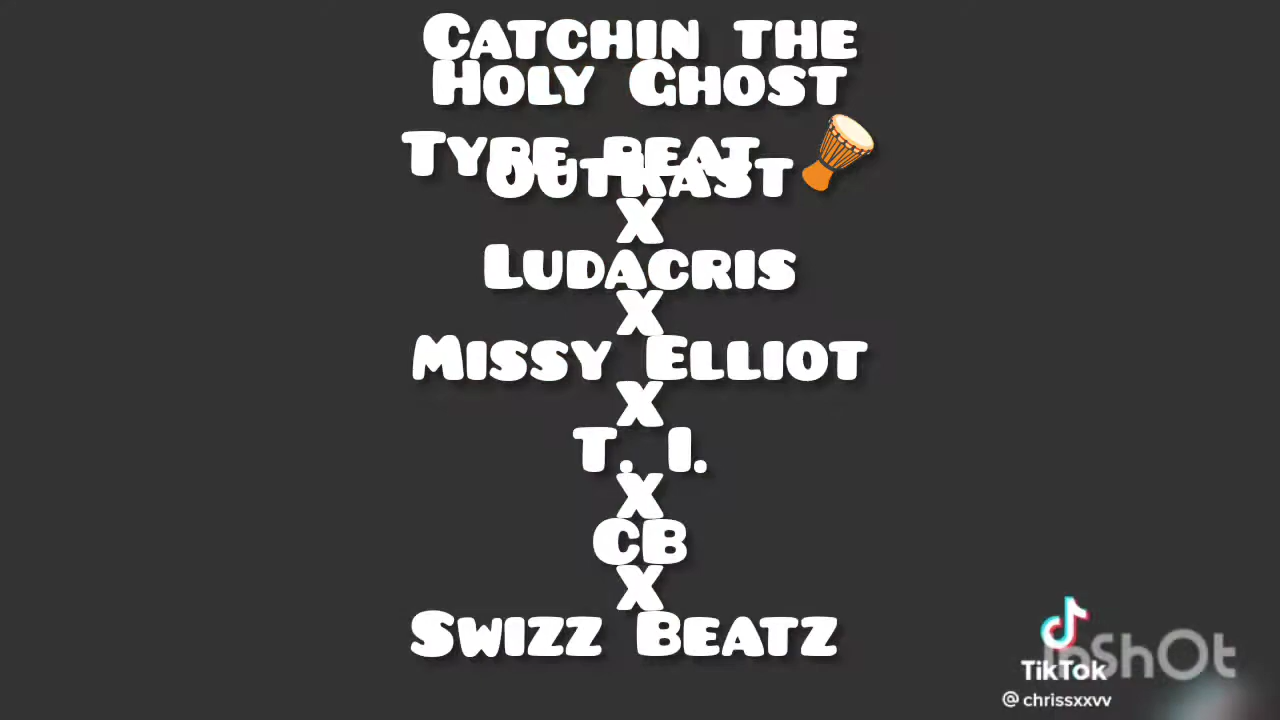 Catchin the
Holy Ghost
Type beat
Outkast
X
Ludacris
X
Missy Elliot
X
T. I.
X
CB
X
Swizz Beatz
InShOt
TikTok
@chrissxxvv